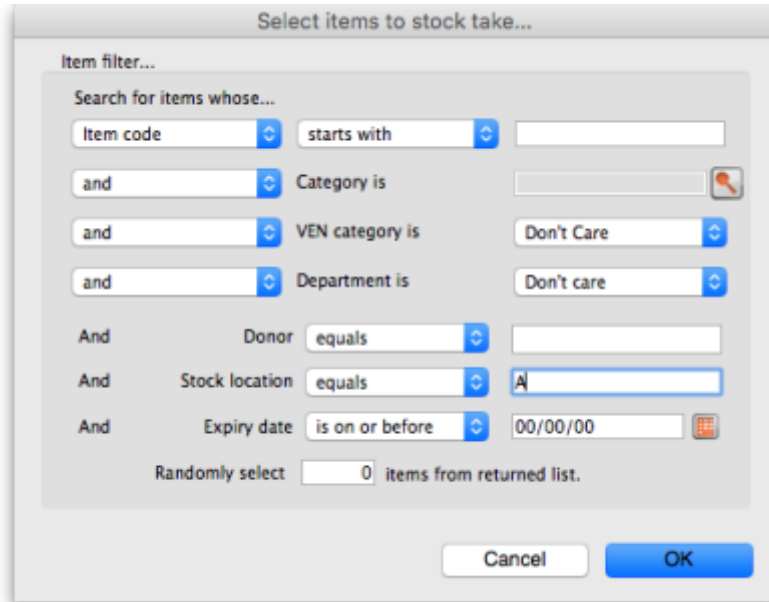 Select items to stock take...
Item filter...
Search for items whose...
Item code starts with
and Category is
and VEN category is Don't Care
and Department is Don't care
And Donor equals
And Stock location equals A
And Expiry date is on or before 00/00/00
Randomly select 0 items from returned list.
Cancel OK